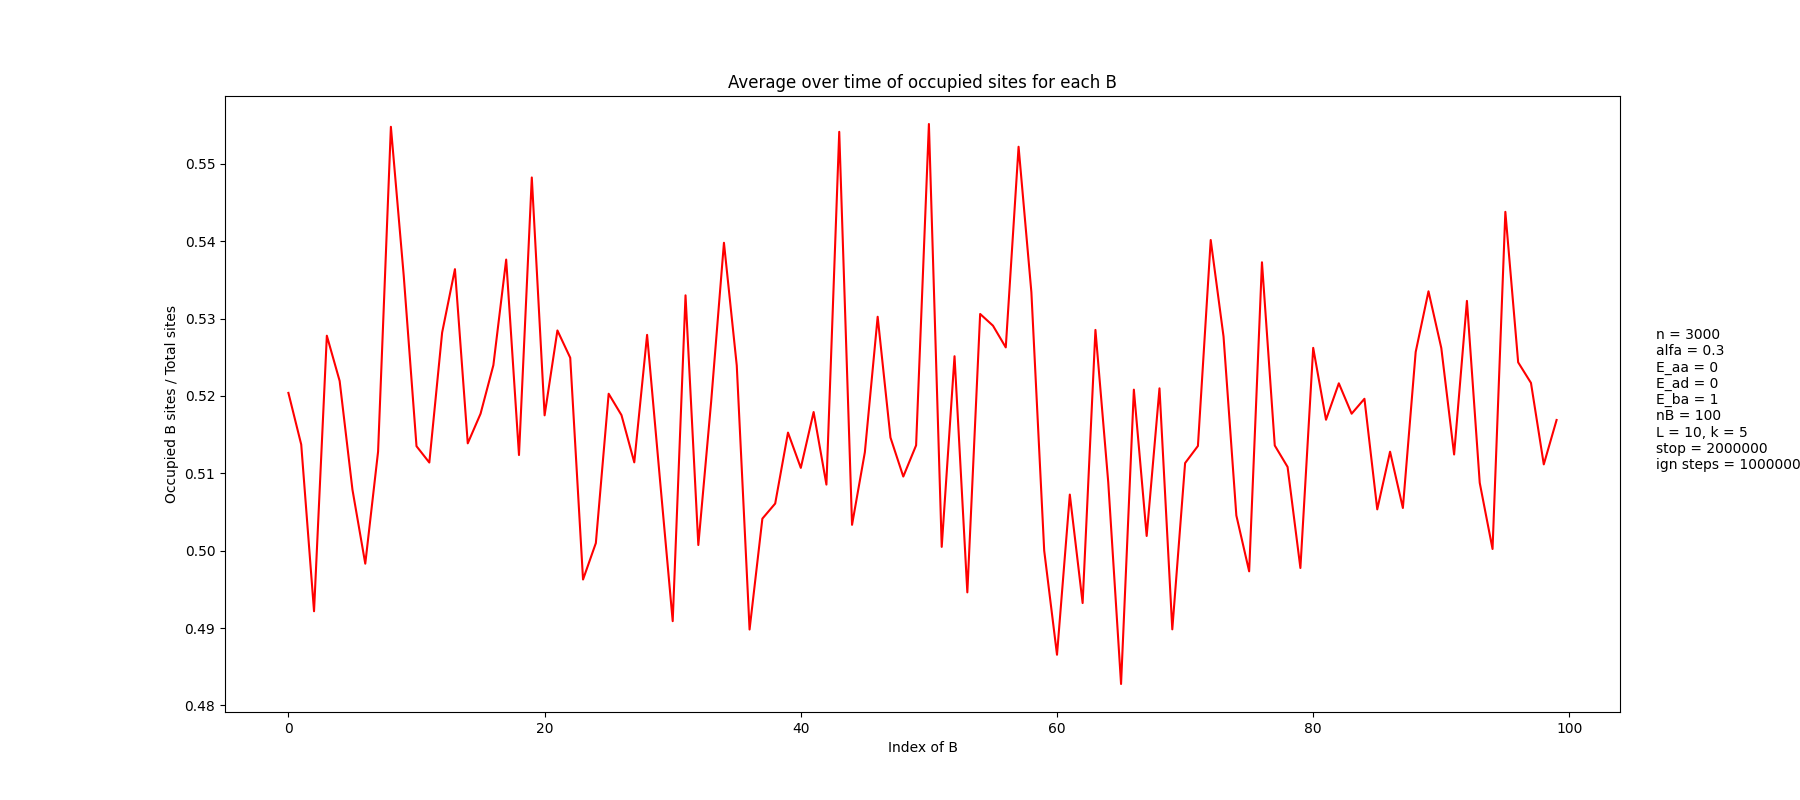 Average over time of occupied sites for each B
Occupied B sites / Total sites
0.55
0.54
0.53
0.52
0.51
0.50
0.49
0.48
0 20 40 60 80 100
Index of B
n = 3000
alfa = 0.3
E_aa = 0
E_ad = 0
E_ba = 1
nB = 100
L = 10, k = 5
stop = 2000000
ign steps = 1000000